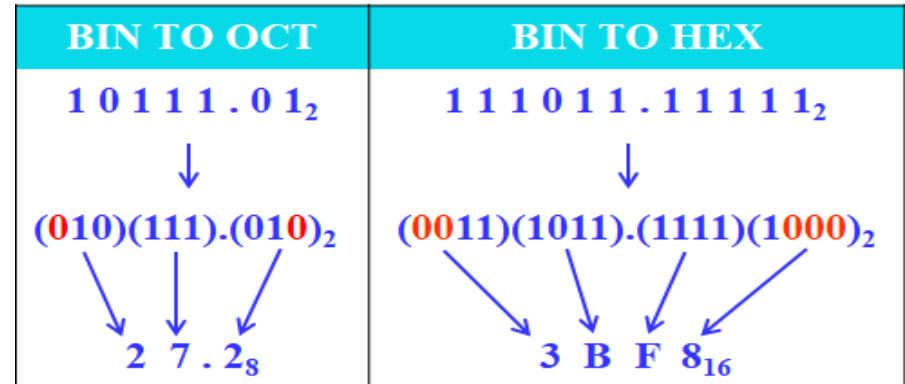 BIN TO OCT
1 0 1 1 1 . 0 1₂
(010)(111).(010)₂
2 7 . 2₈
BIN TO HEX
1 1 1 0 1 1 . 1 1 1 1 1₂
(0011)(1011).(1111)(1000)₂
3 B F 8₁₆